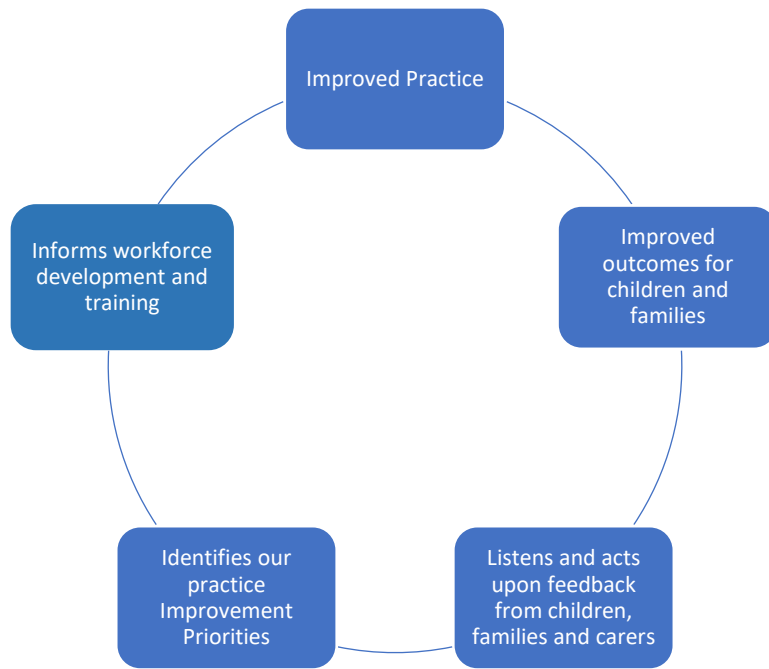 Improved Practice
Improved
outcomes for
children and
families
Listens and acts
upon feedback
from children,
families and carers
Identifies our
practice
Improvement
Priorities
Informs workforce
development and
training